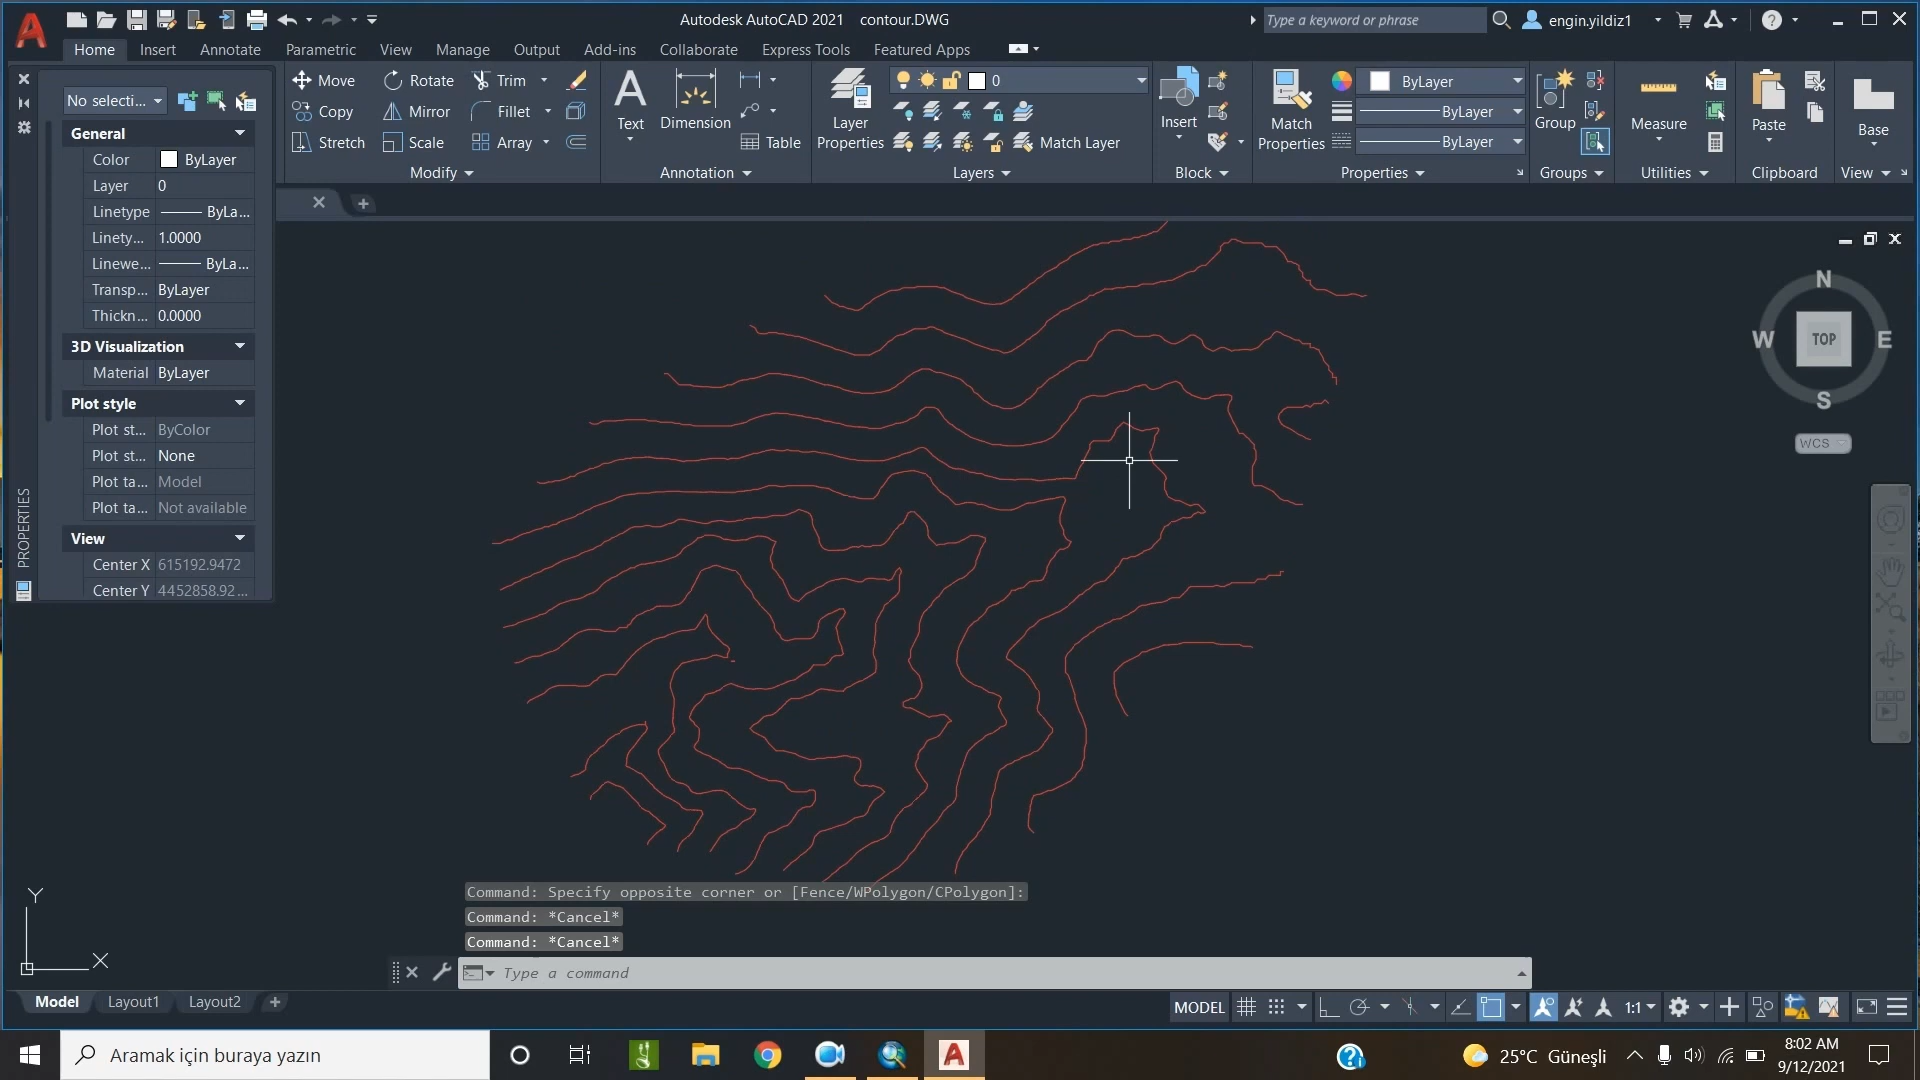 Autodesk AutoCAD 2021 contour.DWG
Type a keyword or phrase
engin.yildiz1
Home Insert Annotate Parametric View Manage Output Add-ins Collaborate Express Tools Featured Apps
Move Rotate Trim
Copy Mirror Fillet
Stretch Scale Array
Modify
Text Dimension
Table
Annotation
Layer Properties
0
Match Layer
Layers
Insert
Block
Match Properties
ByLayer
ByLayer
ByLayer
Properties
Group
Groups
Measure
Utilities
Paste
Clipboard
Base
View
No selecti...
General
Color ByLayer
Layer 0
Linetype ByLa...
Linety... 1.0000
Linewe... ByLa...
Transp... ByLayer
Thickn... 0.0000
3D Visualization
Material ByLayer
Plot style
Plot st... ByColor
Plot st... None
Plot ta... Model
Plot ta... Not available
View
Center X 615192.9472
Center Y 4452858.92...
PROPERTIES
N
W TOP E
S
WCS
Y
X
Command: Specify opposite corner or [Fence/WPolygon/CPolygon]:
Command: *Cancel*
Command: *Cancel*
Type a command
Model Layout1 Layout2
MODEL 1:1
Aramak için buraya yazın
25°C Güneşli
8:02 AM
9/12/2021